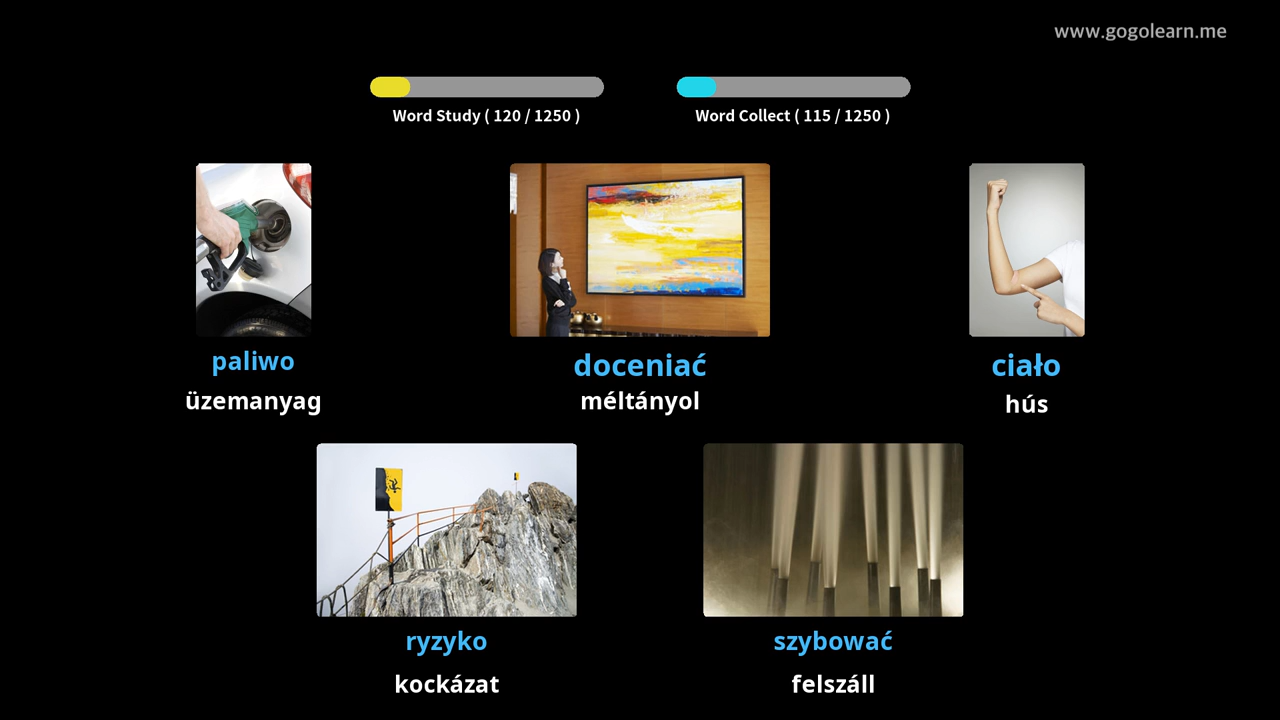 www.gogolearn.me
Word Study ( 120 / 1250 )
Word Collect ( 115 / 1250 )
paliwo
üzemanyag
doceniać
méltányol
ciało
hús
ryzyko
kockázat
szybować
felszáll